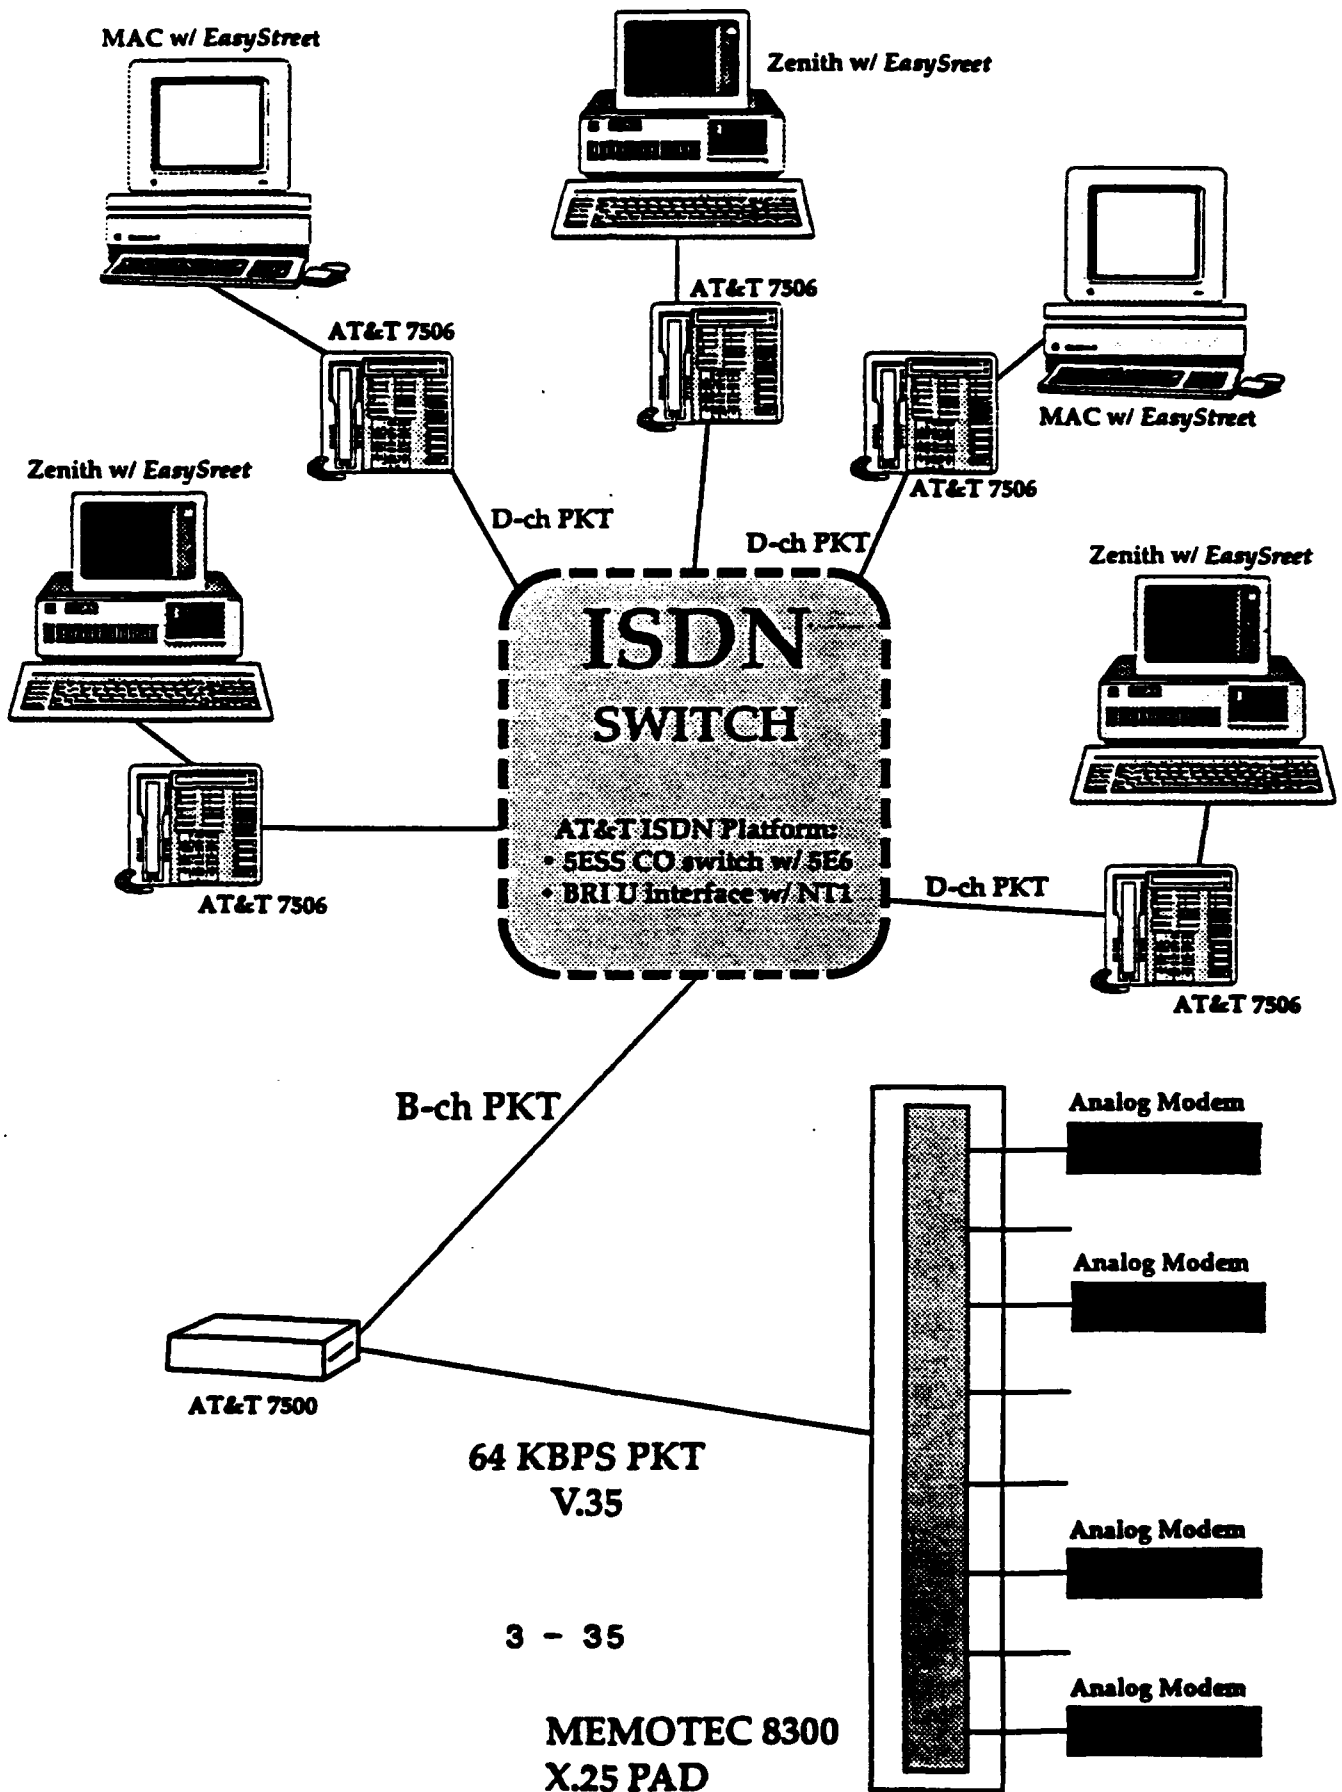 MAC w/ EasyStreet
Zenith w/ EasySreet
AT&T 7506
AT&T 7506
MAC w/ EasyStreet
AT&T 7506
Zenith w/ EasySreet
D-ch PKT
D-ch PKT
Zenith w/ EasySreet
ISDN
SWITCH
AT&T ISDN Platform:
• 5ESS CO switch w/ 5E6
• BRI U Interface w/ NT1
AT&T 7506
D-ch PKT
AT&T 7506
B-ch PKT
Analog Modem
Analog Modem
AT&T 7500
64 KBPS PKT
V.35
Analog Modem
3 - 35
Analog Modem
MEMOTEC 8300
X.25 PAD